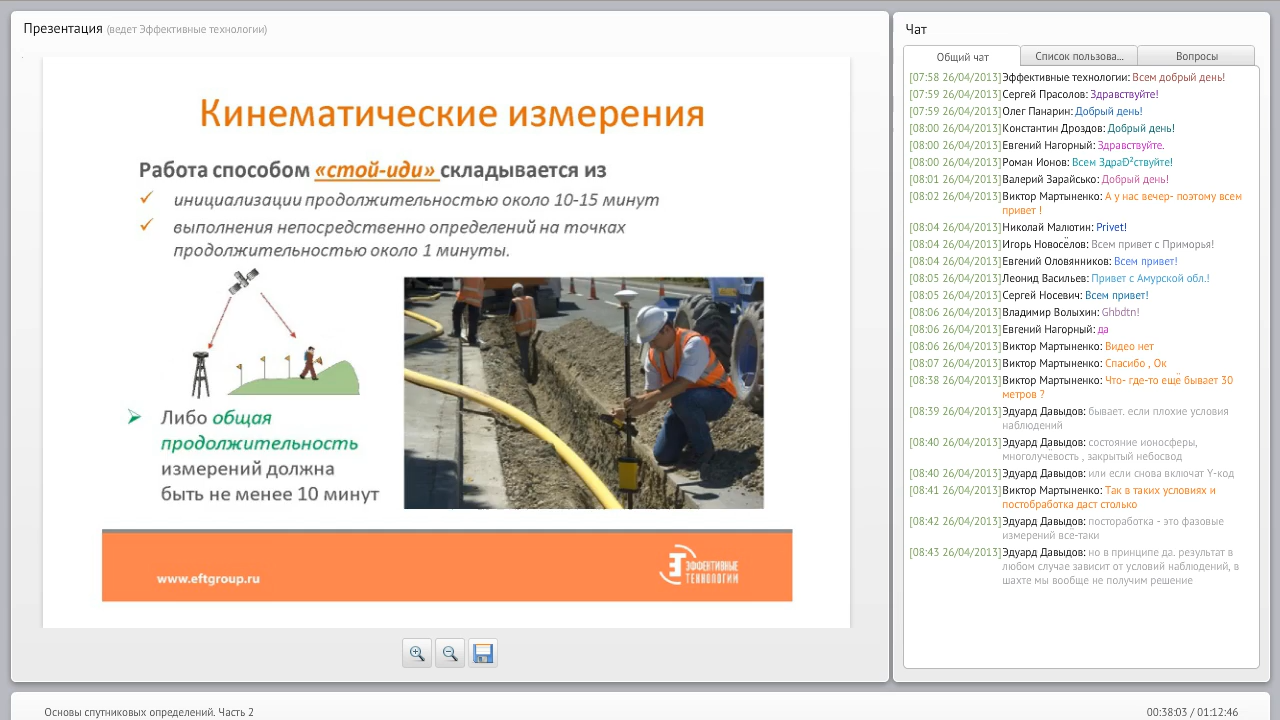 Презентация (ведет Эффективные технологии)
Кинематические измерения
Работа способом «стой-иди» складывается из
инициализации продолжительностью около 10-15 минут
выполнения непосредственно определений на точках
продолжительностью около 1 минуты.
Либо общая
продолжительность
измерений должна
быть не менее 10 минут
www.eftgroup.ru
ЭФФЕКТИВНЫЕ
ТЕХНОЛОГИИ
Чат
Общий чат
Список пользова...
Вопросы
[07:58 26/04/2013]Эффективные технологии: Всем добрый день!
[07:59 26/04/2013]Сергей Прасолов: Здравствуйте!
[07:59 26/04/2013]Олег Панарин: Добрый день!
[08:00 26/04/2013]Константин Дроздов: Добрый день!
[08:00 26/04/2013]Евгений Нагорный: Здравствуйте.
[08:00 26/04/2013]Роман Ионов: Всем ЗдраÐ²ствуйте!
[08:01 26/04/2013]Валерий Зарайсько: Добрый день!
[08:02 26/04/2013]Виктор Мартыненко: А у нас вечер- поэтому всем
привет !
[08:04 26/04/2013]Николай Малютин: Privet!
[08:04 26/04/2013]Игорь Новосёлов: Всем привет с Приморья!
[08:04 26/04/2013]Евгений Оловянников: Всем привет!
[08:05 26/04/2013]Леонид Васильев: Привет с Амурской обл.!
[08:05 26/04/2013]Сергей Носевич: Всем привет!
[08:06 26/04/2013]Владимир Волыхин: Ghbdtn!
[08:06 26/04/2013]Евгений Нагорный: да
[08:06 26/04/2013]Виктор Мартыненко: Видео нет
[08:07 26/04/2013]Виктор Мартыненко: Спасибо , Ок
[08:38 26/04/2013]Виктор Мартыненко: Что- где-то ещё бывает 30
метров ?
[08:39 26/04/2013]Эдуард Давыдов: бывает. если плохие условия
наблюдений
[08:40 26/04/2013]Эдуард Давыдов: состояние ионосферы,
многолучёвость , закрытый небосвод
[08:40 26/04/2013]Эдуард Давыдов: или если снова включат Y-код
[08:41 26/04/2013]Виктор Мартыненко: Так в таких условиях и
постобработка даст столько
[08:42 26/04/2013]Эдуард Давыдов: постоработка - это фазовые
измерений всё-таки
[08:43 26/04/2013]Эдуард Давыдов: но в принципе да. результат в
любом случае зависит от условий наблюдений, в
шахте мы вообще не получим решение
Основы спутниковых определений. Часть 2
00:38:03 / 01:12:46